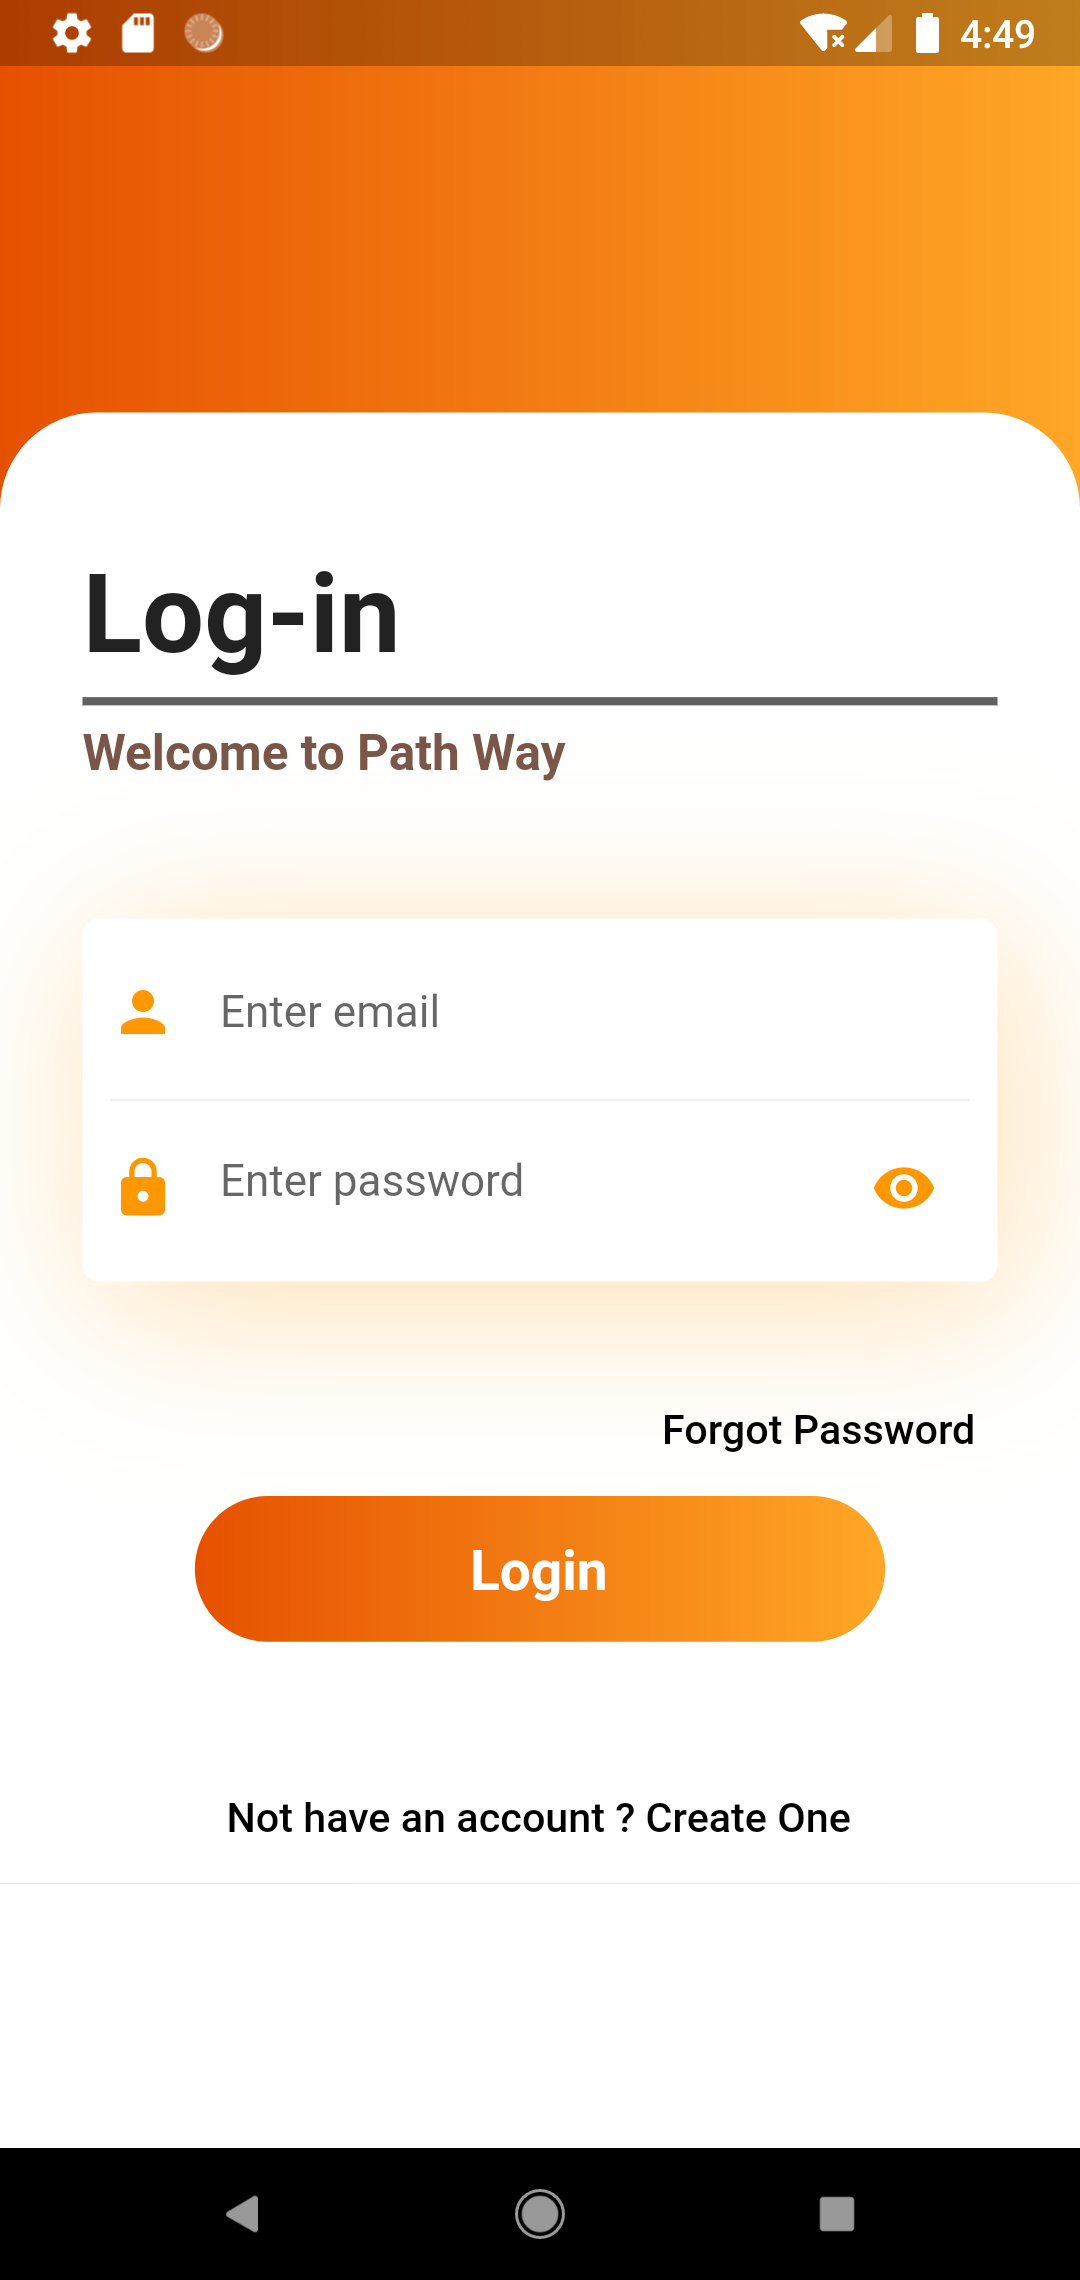 4:49
Log-in
Welcome to Path Way
Enter email
Enter password
Forgot Password
Login
Not have an account ? Create One